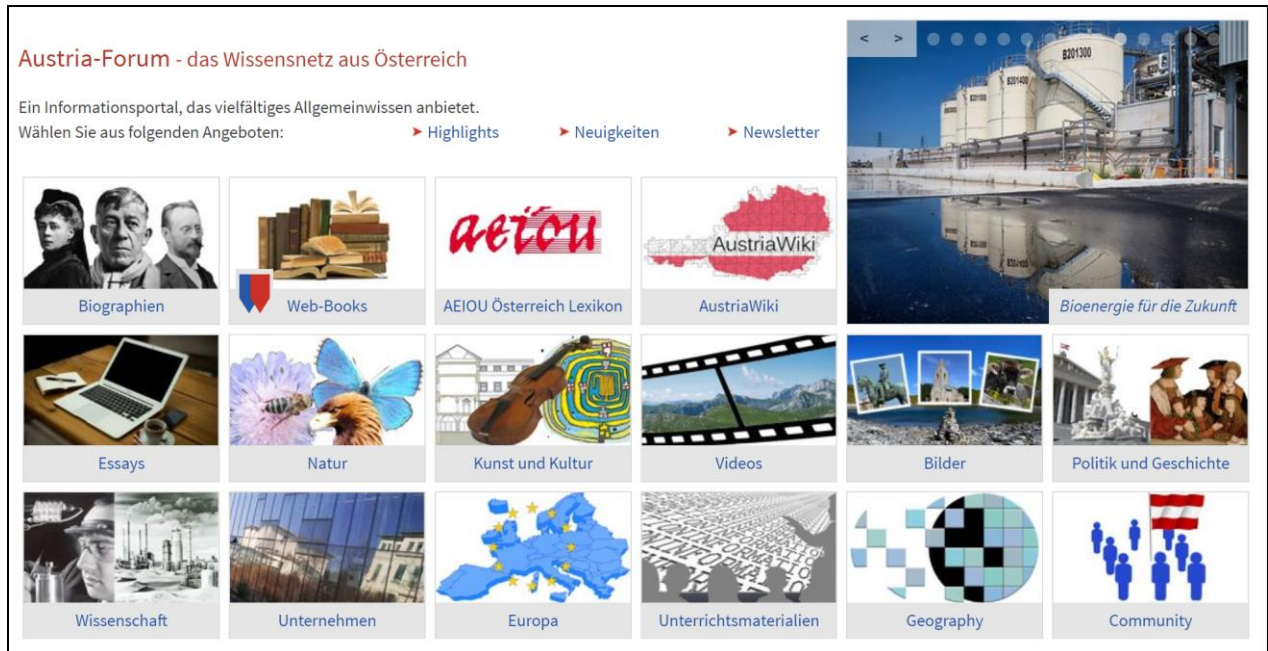 Austria-Forum - das Wissensnetz aus Österreich
Ein Informationsportal, das vielfältiges Allgemeinwissen anbietet.
Wählen Sie aus folgenden Angeboten:
➤ Highlights
➤ Neuigkeiten
➤ Newsletter
< >
B201300
B201400
Bioenergie für die Zukunft
Biographien
Web-Books
aeiou
AEIOU Österreich Lexikon
AustriaWiki
AustriaWiki
Essays
Natur
Kunst und Kultur
Videos
Bilder
Politik und Geschichte
Wissenschaft
Unternehmen
Europa
Unterrichtsmaterialien
Geography
Community